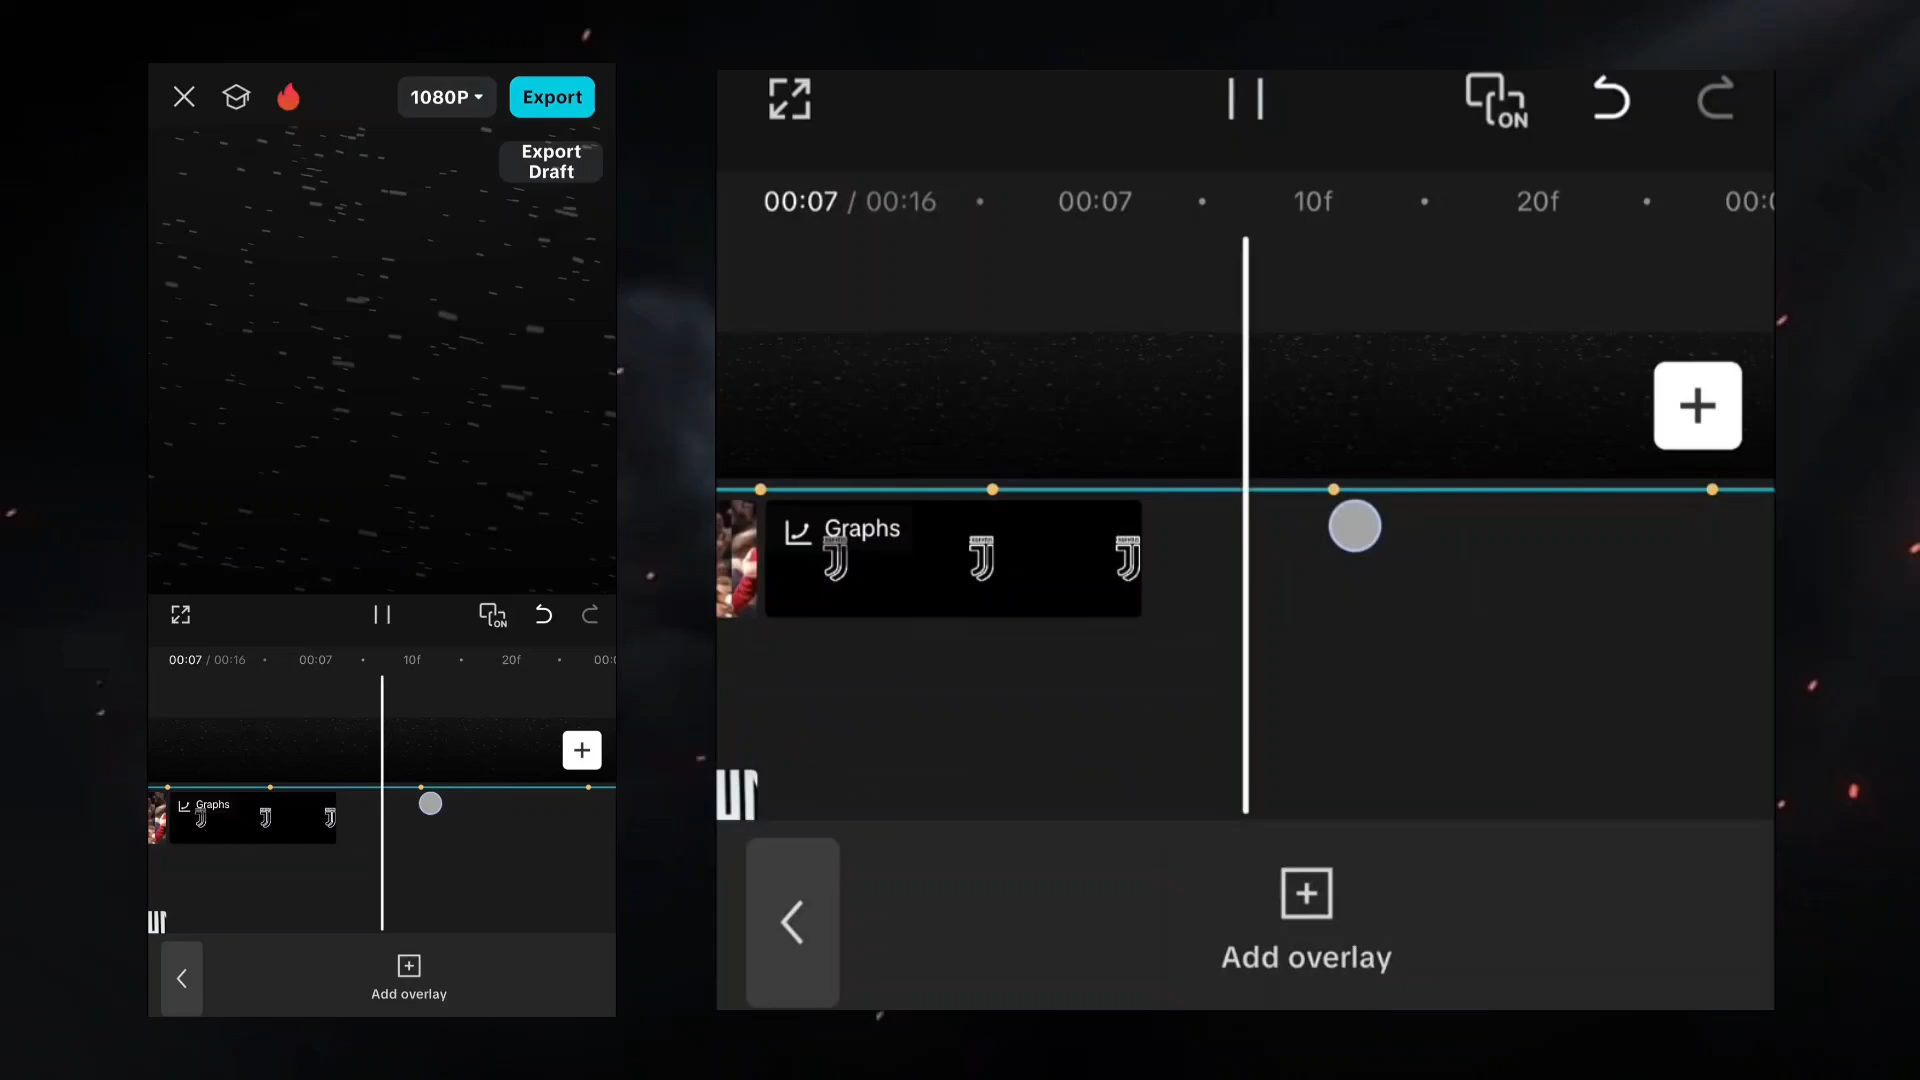 1080P
Export
Export
Draft
ON
00:07 / 00:16
00:07
10f
20f
Graphs
Add overlay
ON
00:07 / 00:16
00:07
10f
20f
Graphs
Add overlay